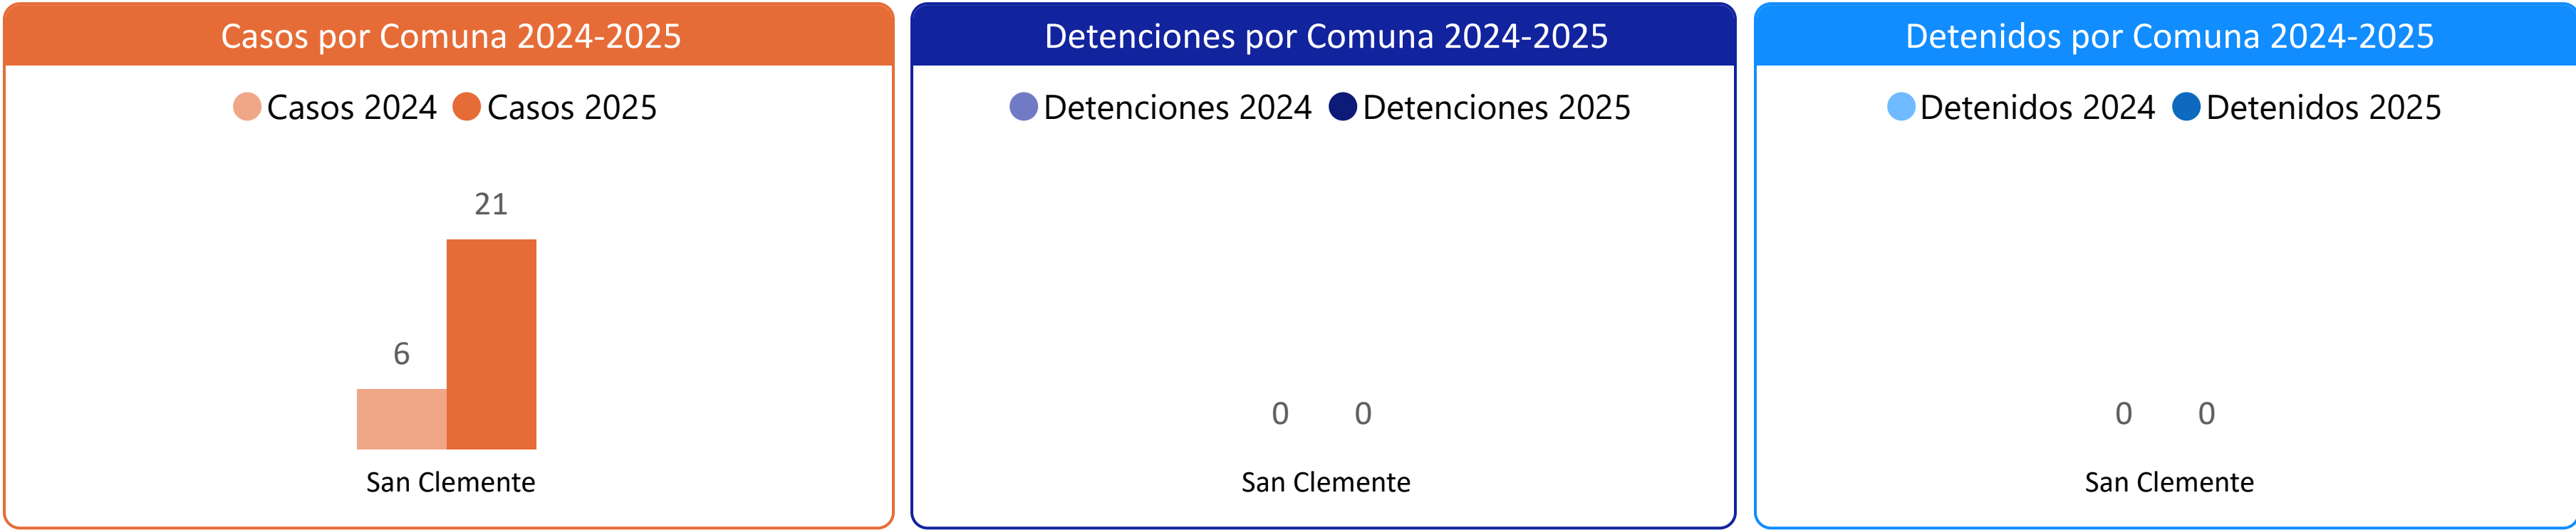 Casos por Comuna 2024-2025
Casos 2024 Casos 2025
21
6
San Clemente
Detenciones por Comuna 2024-2025
Detenciones 2024 Detenciones 2025
0 0
San Clemente
Detenidos por Comuna 2024-2025
Detenidos 2024 Detenidos 2025
0 0
San Clemente